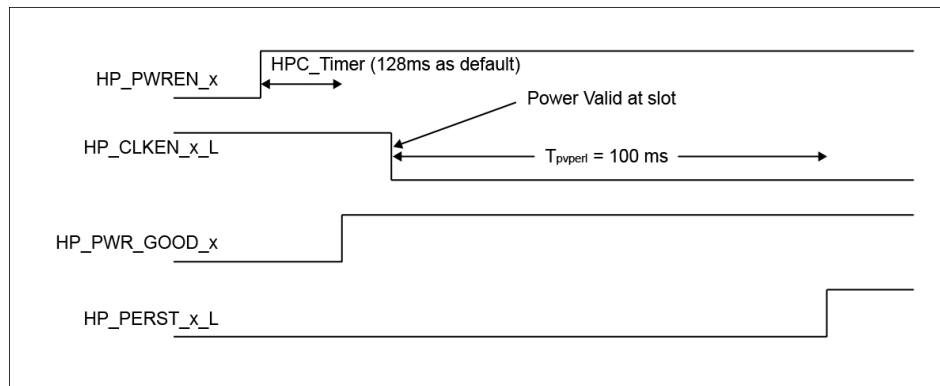 HP_PWREN_x
HPC_Timer (128ms as default)
Power Valid at slot
HP_CLKEN_x_L
Tpvperl = 100 ms
HP_PWR_GOOD_x
HP_PERST_x_L